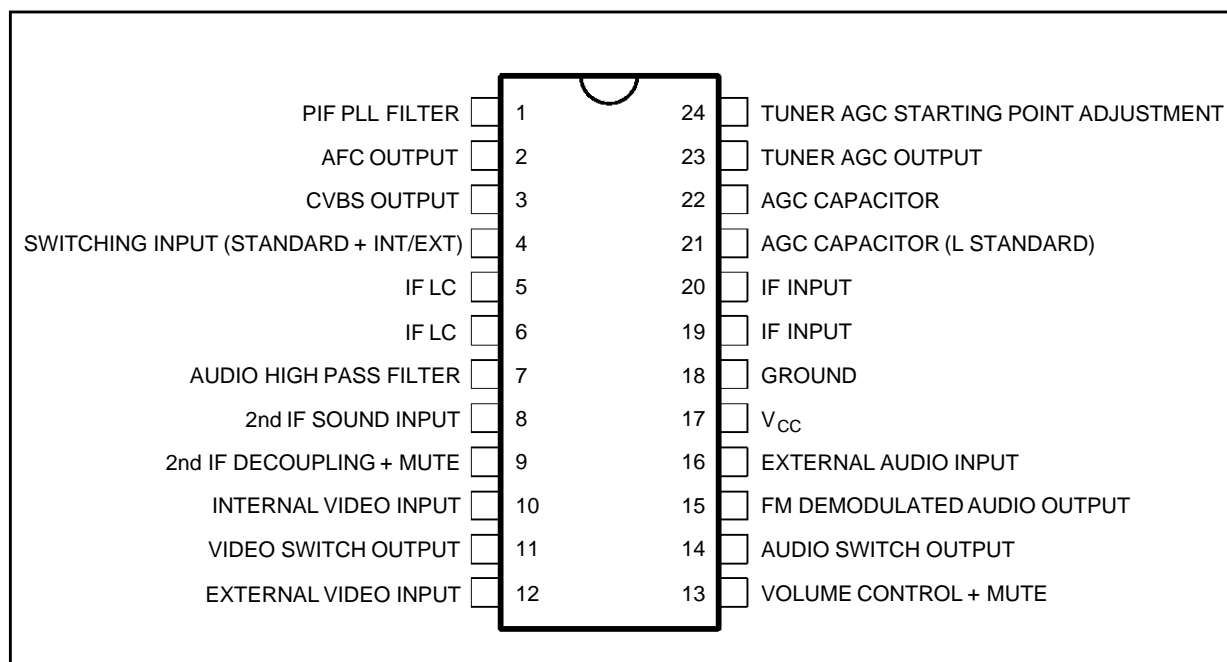 PIF PLL FILTER 1 24 TUNER AGC STARTING POINT ADJUSTMENT
AFC OUTPUT 2 23 TUNER AGC OUTPUT
CVBS OUTPUT 3 22 AGC CAPACITOR
SWITCHING INPUT (STANDARD + INT/EXT) 4 21 AGC CAPACITOR (L STANDARD)
IF LC 5 20 IF INPUT
IF LC 6 19 IF INPUT
AUDIO HIGH PASS FILTER 7 18 GROUND
2nd IF SOUND INPUT 8 17 VCC
2nd IF DECOUPLING + MUTE 9 16 EXTERNAL AUDIO INPUT
INTERNAL VIDEO INPUT 10 15 FM DEMODULATED AUDIO OUTPUT
VIDEO SWITCH OUTPUT 11 14 AUDIO SWITCH OUTPUT
EXTERNAL VIDEO INPUT 12 13 VOLUME CONTROL + MUTE